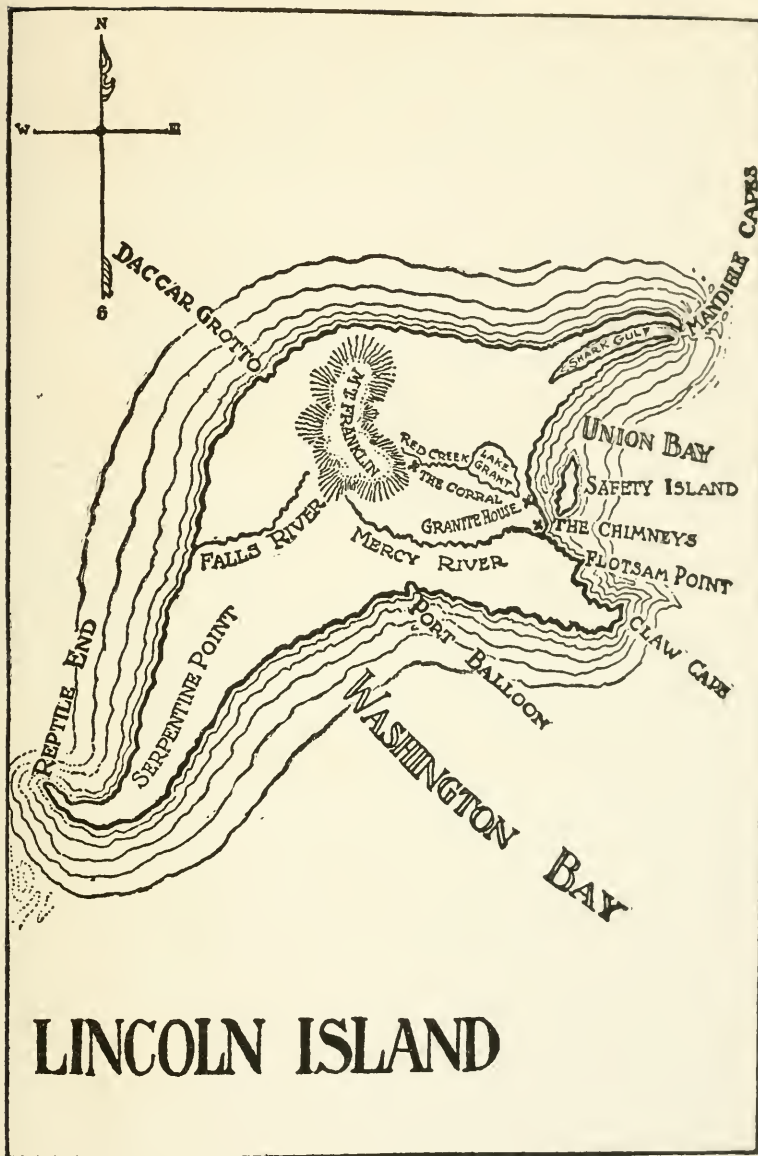 N
W E
S
DACCAR GROTTO
MANDIBLE CAPES
SHARK GULF
MT. FRANKLIN
UNION BAY
RED CREEK
LAKE GRANT
SAFETY ISLAND
THE CORRAL
GRANITE HOUSE
THE CHIMNEYS
FALLS RIVER
MERCY RIVER
FLOTSAM POINT
CLAW CAPE
PORT BALLOON
REPTILE END
SERPENTINE POINT
WASHINGTON BAY
LINCOLN ISLAND